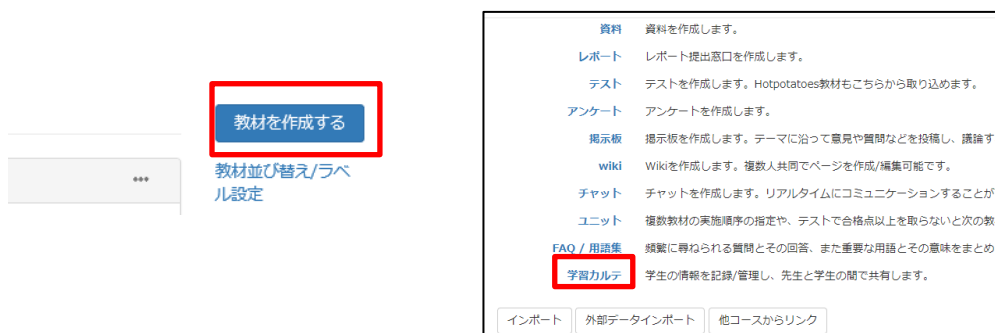 教材を作成する
教材並び替え/ラベ
ル設定
資料 資料を作成します。
レポート レポート提出窓口を作成します。
テスト テストを作成します。Hotpotatoes教材もこちらから取り込めます。
アンケート アンケートを作成します。
掲示板 掲示板を作成します。テーマに沿って意見や質問などを投稿し、議論す
wiki Wikiを作成します。複数人共同でページを作成/編集可能です。
チャット チャットを作成します。リアルタイムにコミュニケーションすることが
ユニット 複数教材の実施順序の指定や、テストで合格点以上を取らないと次の教
FAQ / 用語集 頻繁に尋ねられる質問とその回答、また重要な用語とその意味をまとめ
学習カルテ 学生の情報を記録/管理し、先生と学生の間で共有します。
インポート 外部データインポート 他コースからリンク